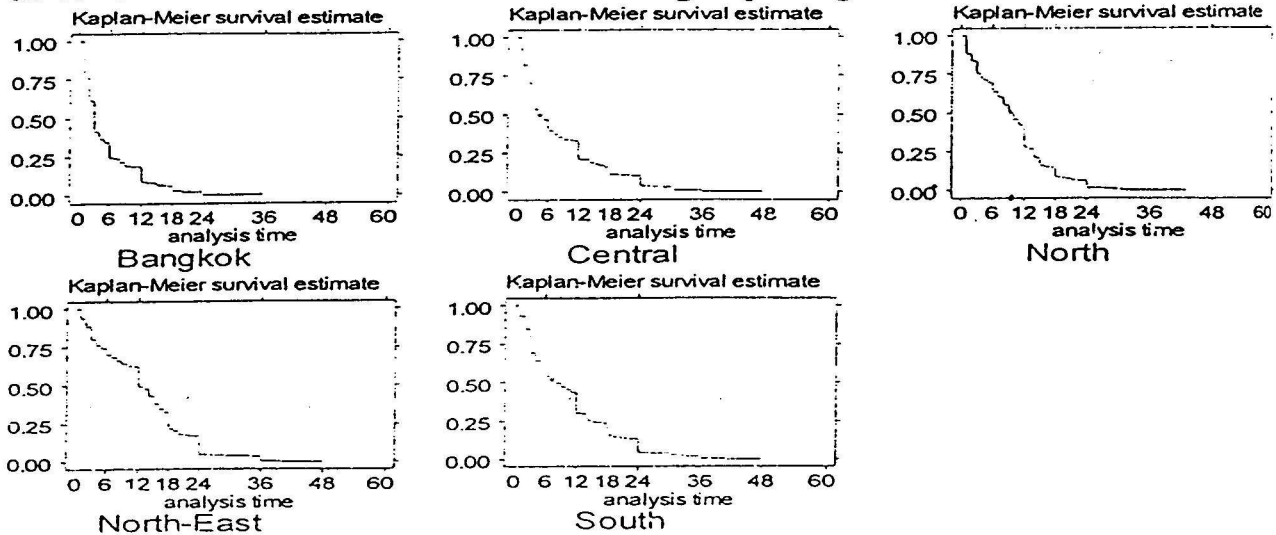 Kaplan-Meier survival estimate
1.00
0.75
0.50
0.25
0.00
0 6 12 18 24 36 48 60
analysis time
Bangkok
Kaplan-Meier survival estimate
1.00
0.75
0.50
0.25
0.00
0 6 12 18 24 36 48 60
analysis time
Central
Kaplan-Meier survival estimate
1.00
0.75
0.50
0.25
0.00
0 6 12 18 24 36 48 60
analysis time
North
Kaplan-Meier survival estimate
1.00
0.75
0.50
0.25
0.00
0 6 12 18 24 36 48 60
analysis time
North-East
Kaplan-Meier survival estimate
1.00
0.75
0.50
0.25
0.00
0 6 12 18 24 36 48 60
analysis time
South